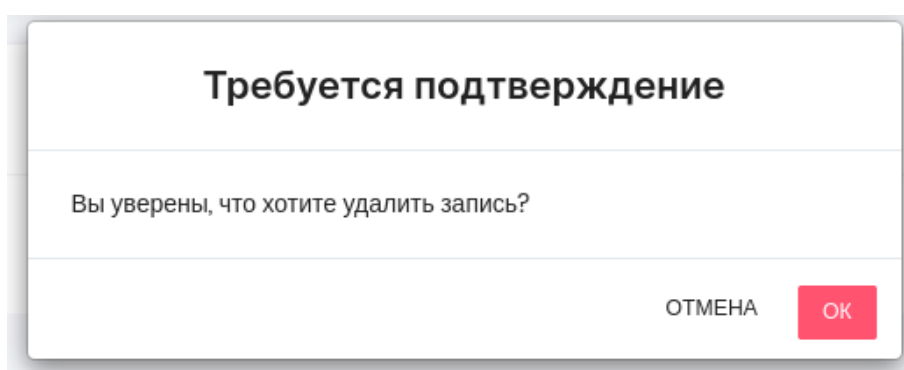 Требуется подтверждение
Вы уверены, что хотите удалить запись?
ОТМЕНА
ОК